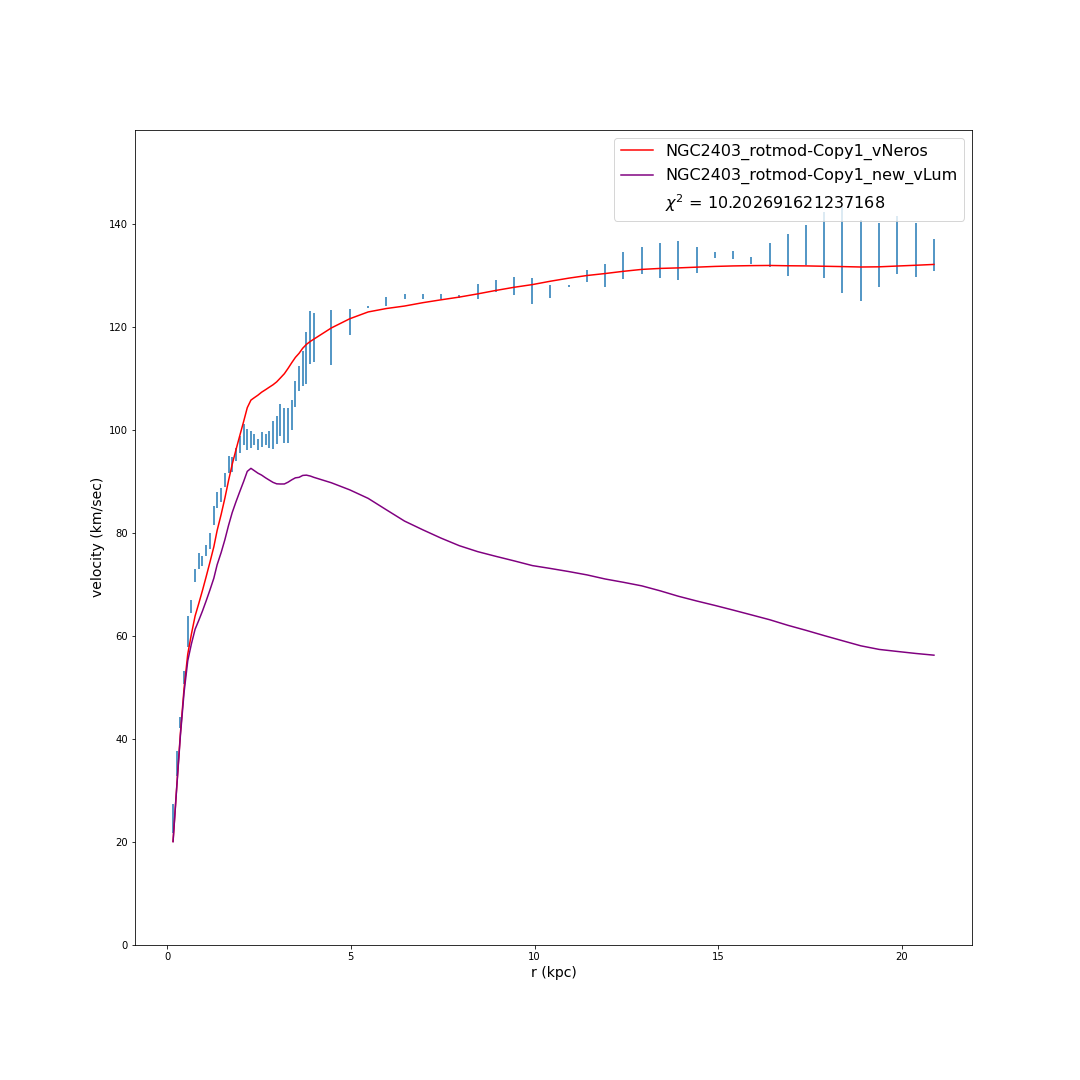 NGC2403_rotmod-Copy1_vNeros
NGC2403_rotmod-Copy1_new_vLum
χ² = 10.202691621237168
140
120
100
80
60
40
20
0
velocity (km/sec)
0 5 10 15 20
r (kpc)